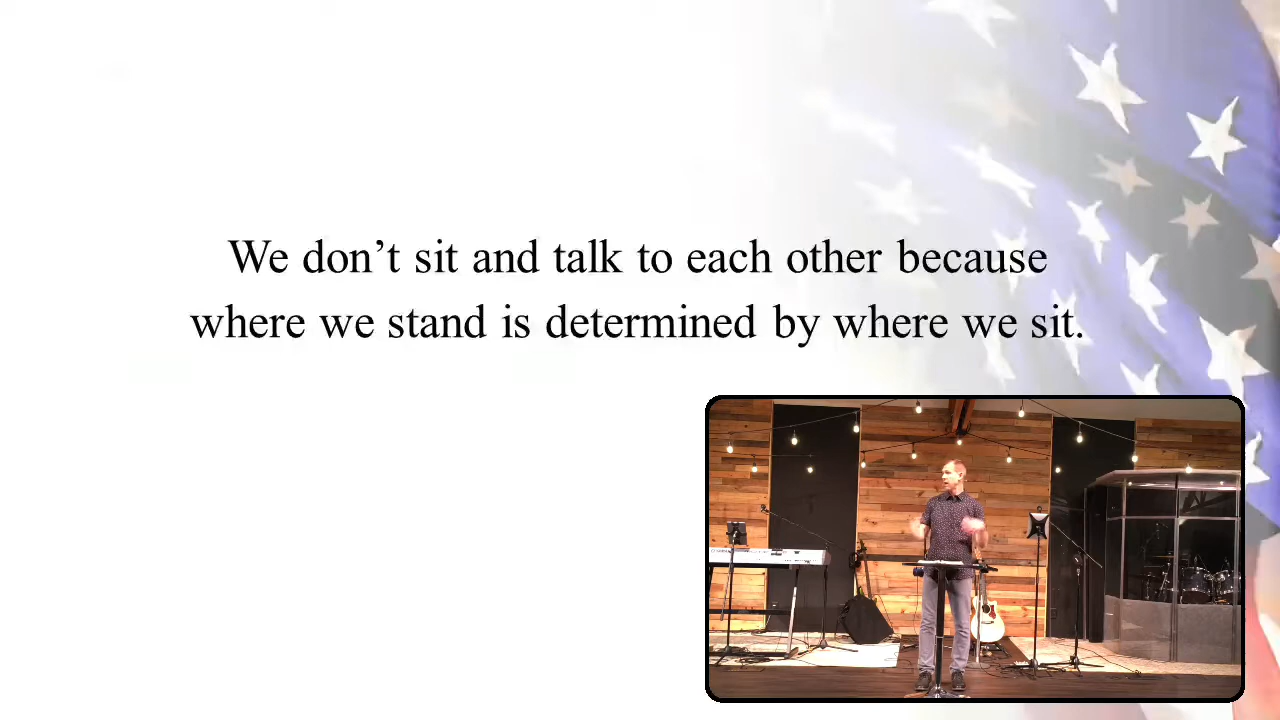 We don’t sit and talk to each other because
where we stand is determined by where we sit.